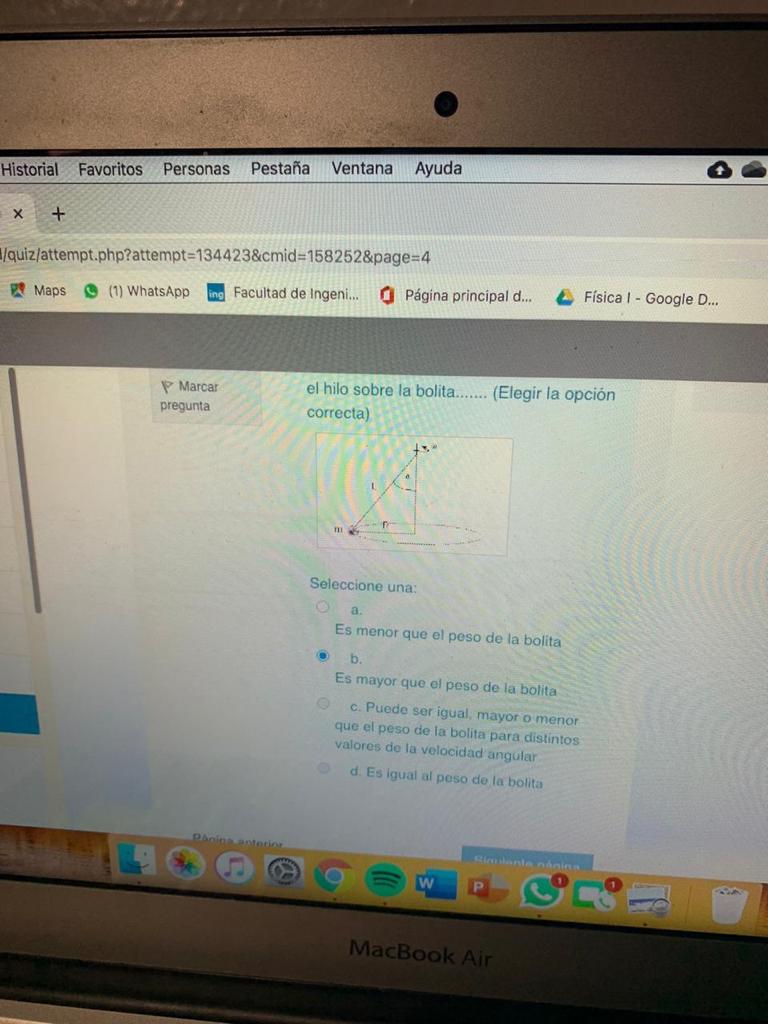 Historial Favoritos Personas Pestaña Ventana Ayuda
× +
/quiz/attempt.php?attempt=134423&cmid=158252&page=4
Maps (1) WhatsApp ing Facultad de Ingeni... Página principal d... Física I - Google D...
Marcar
pregunta
el hilo sobre la bolita....... (Elegir la opción
correcta)
L
m
r
Seleccione una:
a.
Es menor que el peso de la bolita
b.
Es mayor que el peso de la bolita
c. Puede ser igual, mayor o menor
que el peso de la bolita para distintos
valores de la velocidad angular
d. Es igual al peso de la bolita
Página anterior
Siguiente página
W
P
1
1
MacBook Air